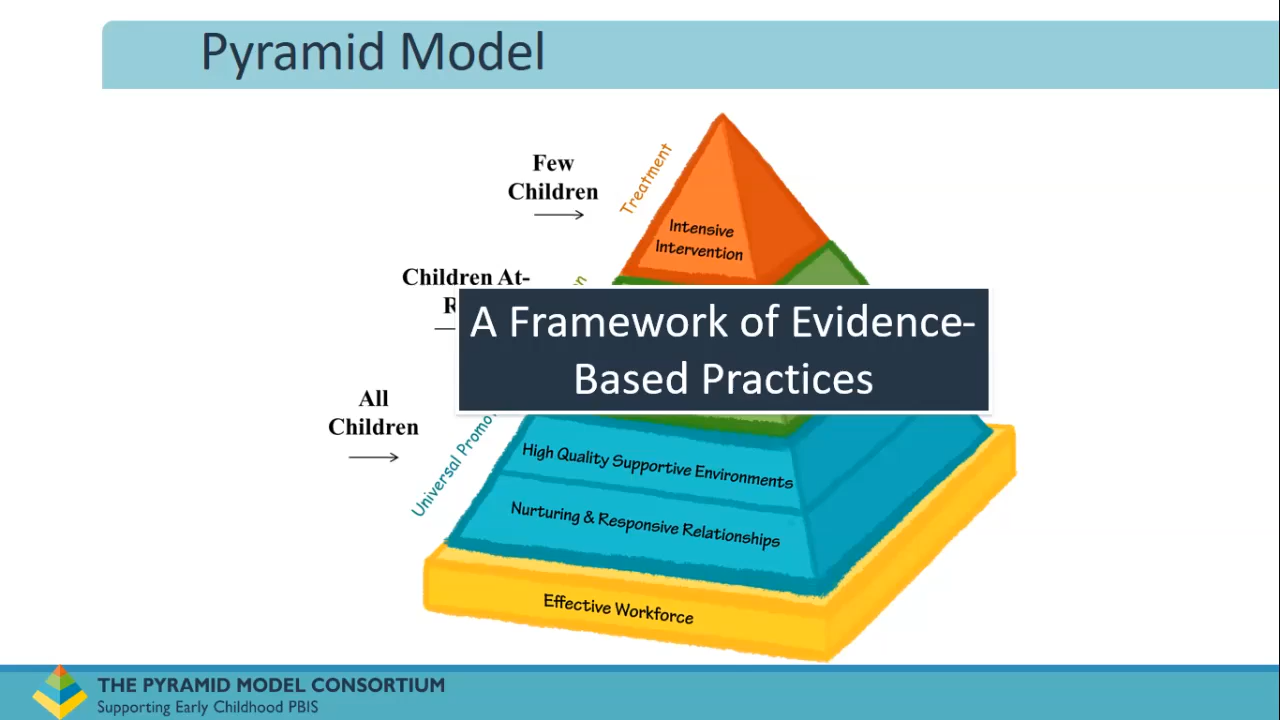 Pyramid Model
Few
Children
Treatment
Intensive
Intervention
Children At-
A Framework of Evidence-
Based Practices
All
Children
Universal
High Quality Supportive Environments
Nurturing & Responsive Relationships
Effective Workforce
THE PYRAMID MODEL CONSORTIUM
Supporting Early Childhood PBIS